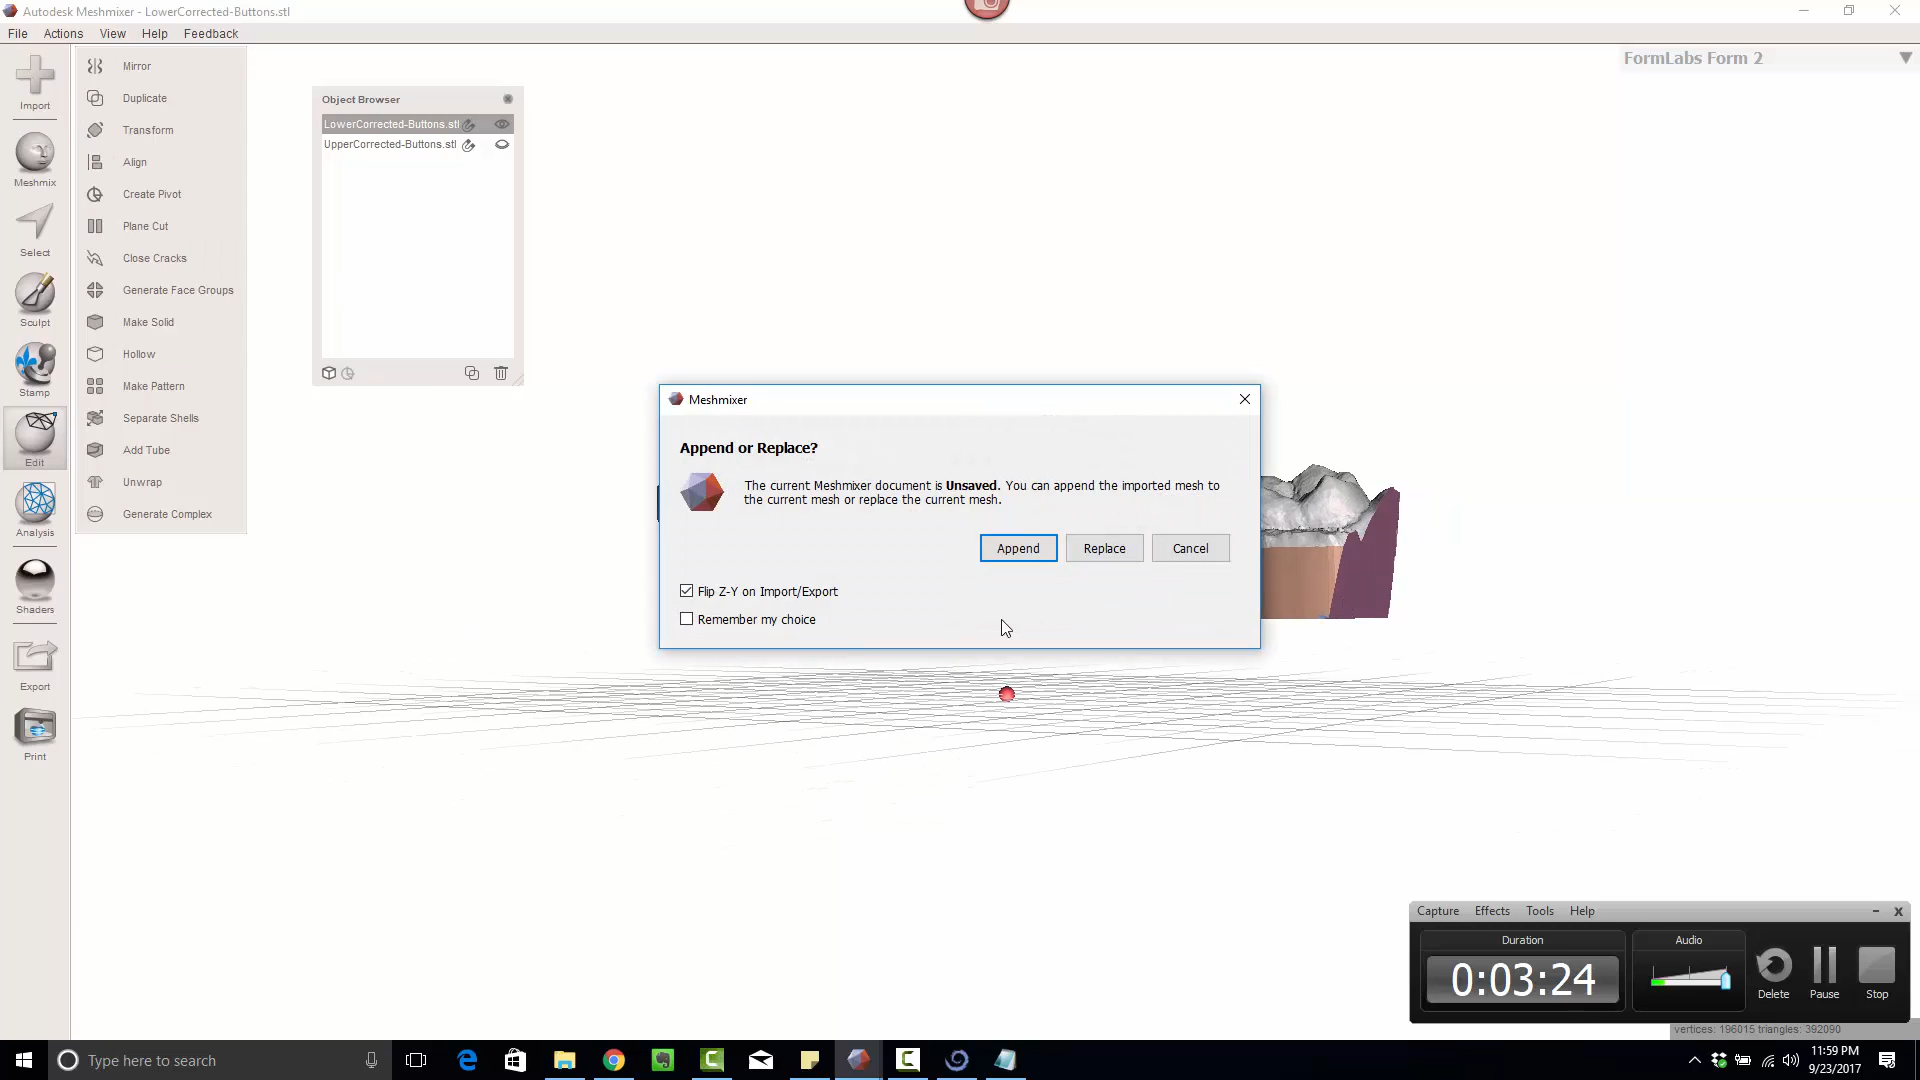 Autodesk Meshmixer - LowerCorrected-Buttons.stl
File Actions View Help Feedback
FormLabs Form 2
Import
Meshmix
Select
Sculpt
Stamp
Edit
Analysis
Shaders
Export
Print
Mirror
Duplicate
Transform
Align
Create Pivot
Plane Cut
Close Cracks
Generate Face Groups
Make Solid
Hollow
Make Pattern
Separate Shells
Add Tube
Unwrap
Generate Complex
Object Browser
LowerCorrected-Buttons.stl
UpperCorrected-Buttons.stl
Meshmixer
Append or Replace?
The current Meshmixer document is Unsaved. You can append the imported mesh to
the current mesh or replace the current mesh.
Append Replace Cancel
Flip Z-Y on Import/Export
Remember my choice
Capture Effects Tools Help
Duration
0:03:24
Audio
Delete Pause Stop
vertices: 196015 triangles: 392090
Type here to search
11:59 PM
9/23/2017